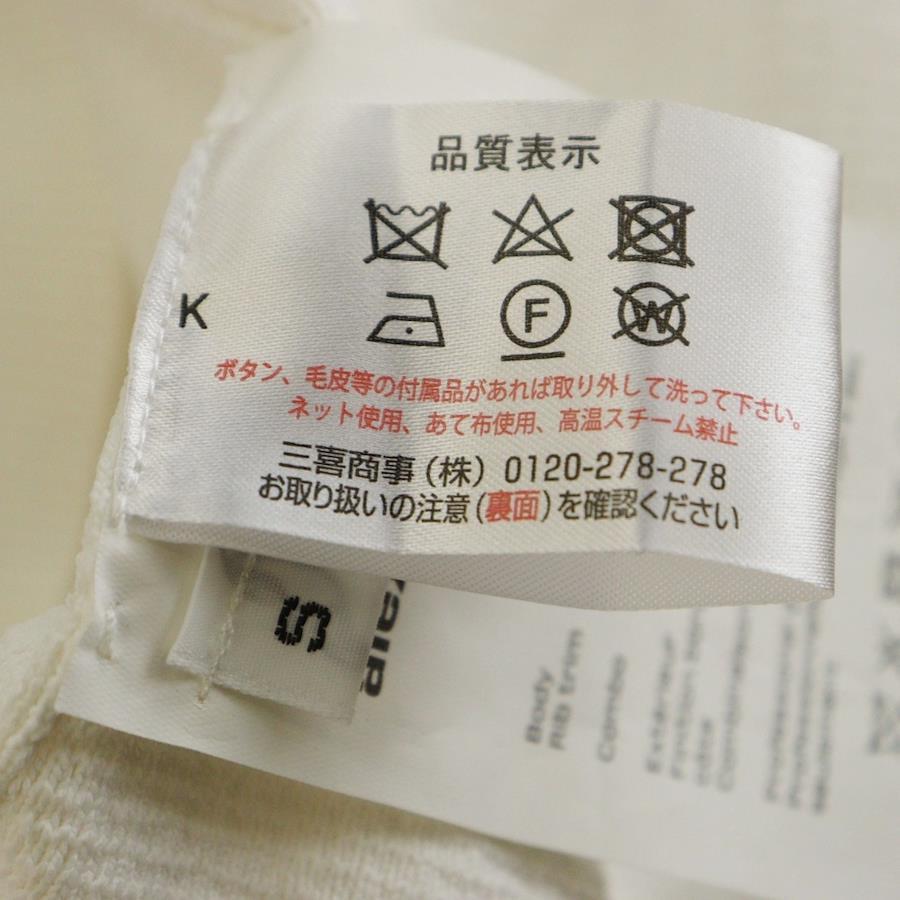 品質表示
K
F
W
ボタン、毛皮等の付属品があれば取り外して洗って下さい。
ネット使用、あて布使用、高温スチーム禁止
三喜商事（株）0120-278-278
お取り扱いの注意（裏面）を確認ください
S
Body
Rib trim
Combo